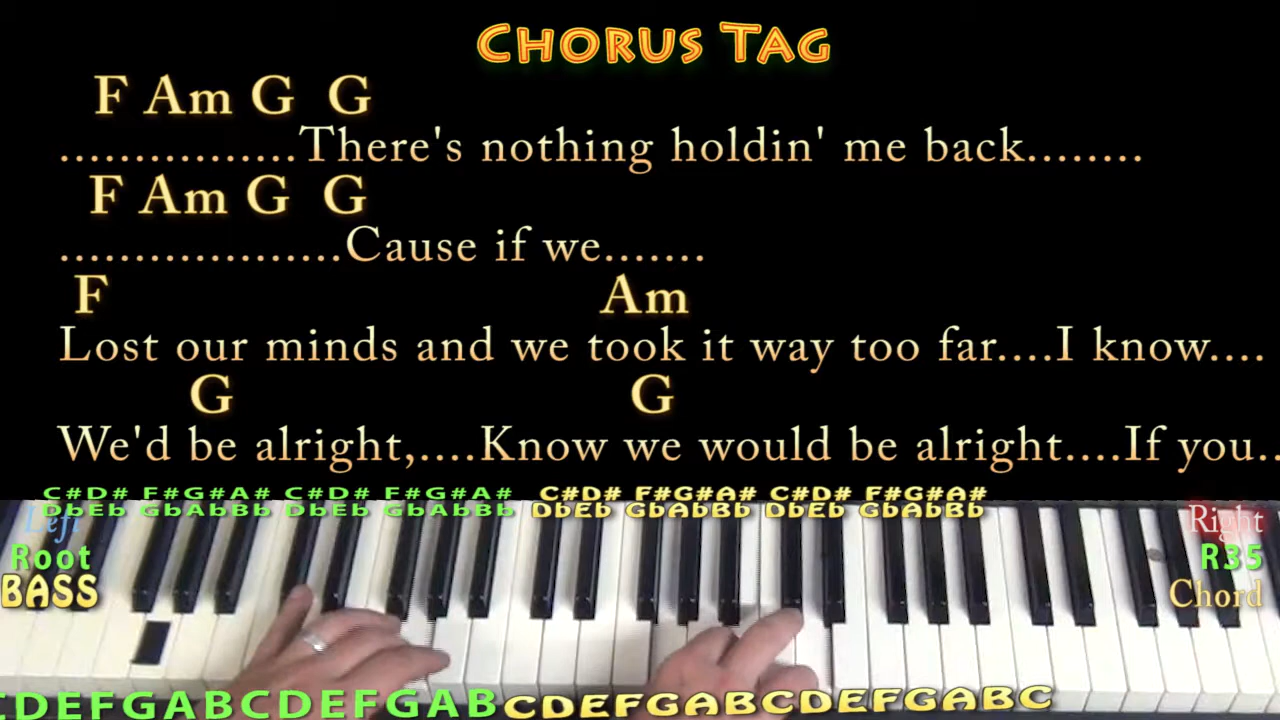 CHORUS TAG
F Am G G
................There's nothing holdin' me back........
F Am G G
...................Cause if we.......
F Am
Lost our minds and we took it way too far....I know....
G G
We'd be alright,....Know we would be alright....If you..
C#D# F#G#A# C#D# F#G#A# C#D# F#G#A# C#D# F#G#A#
DbEb GbAbBb DbEb GbAbBb DbEb GbAbBb DbEb GbAbBb
Left Right
Root R35
BASS Chord
CDEFGABCDEFGABCDEFGABCDEFGABC